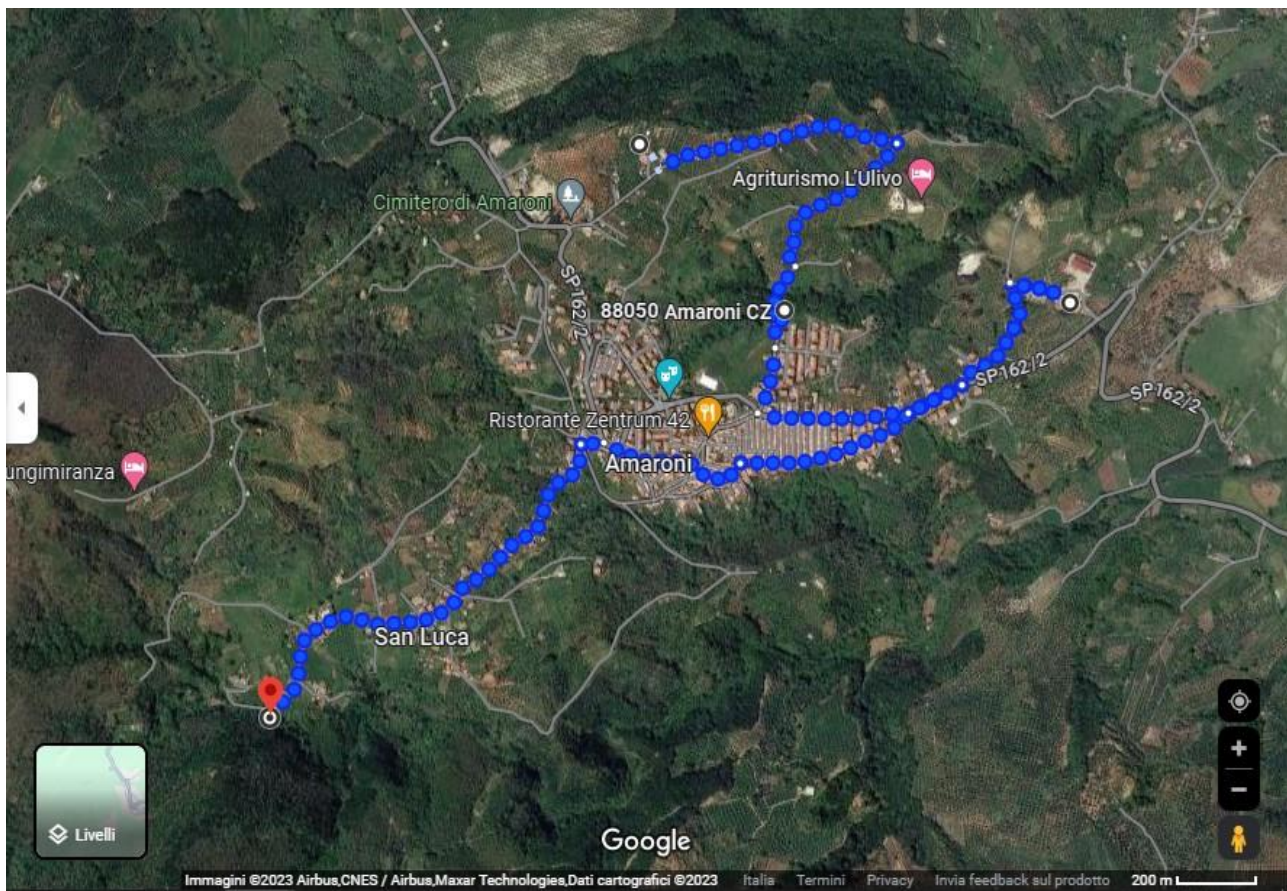 Agriturismo L'Ulivo
Cimitero di Amaroni
SP162/2
88050 Amaroni CZ
SP162/2
SP162/2
Ristorante Zentrum 42
Amaroni
ungimiranza
San Luca
Livelli
Google
Immagini ©2023 Airbus,CNES / Airbus,Maxar Technologies,Dati cartografici ©2023 Italia Termini Privacy Invia feedback sul prodotto 200 m